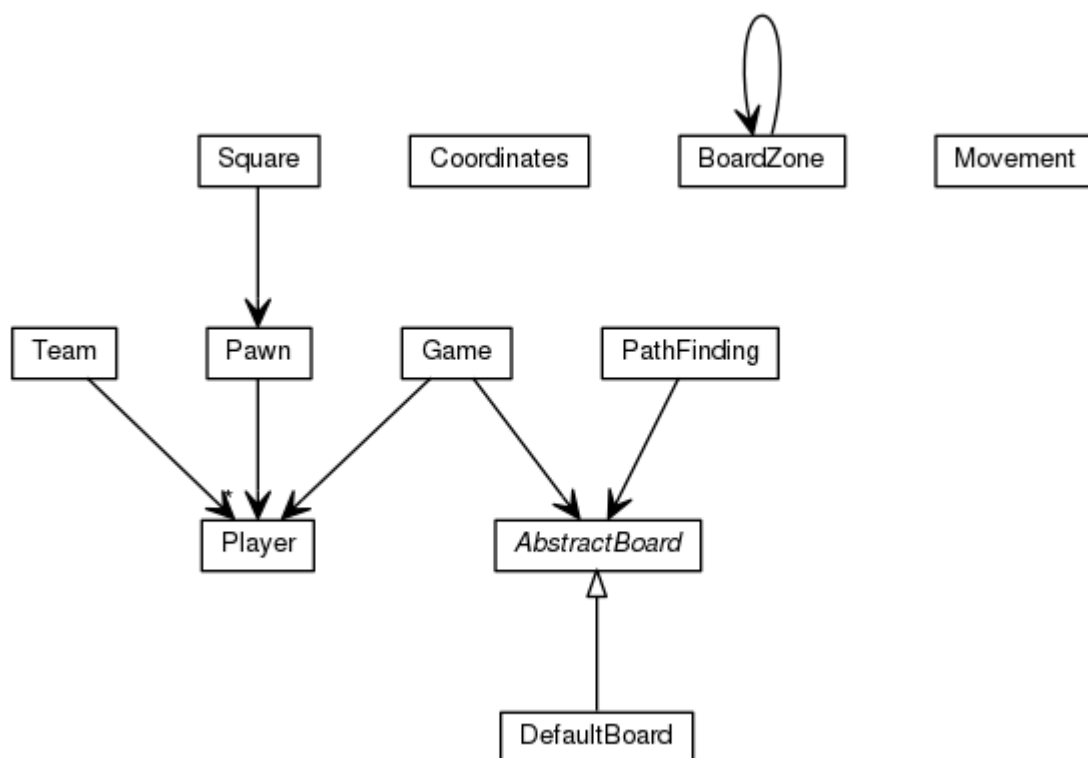 Square
Coordinates
BoardZone
Movement
Team
Pawn
Game
PathFinding
*
Player
AbstractBoard
DefaultBoard